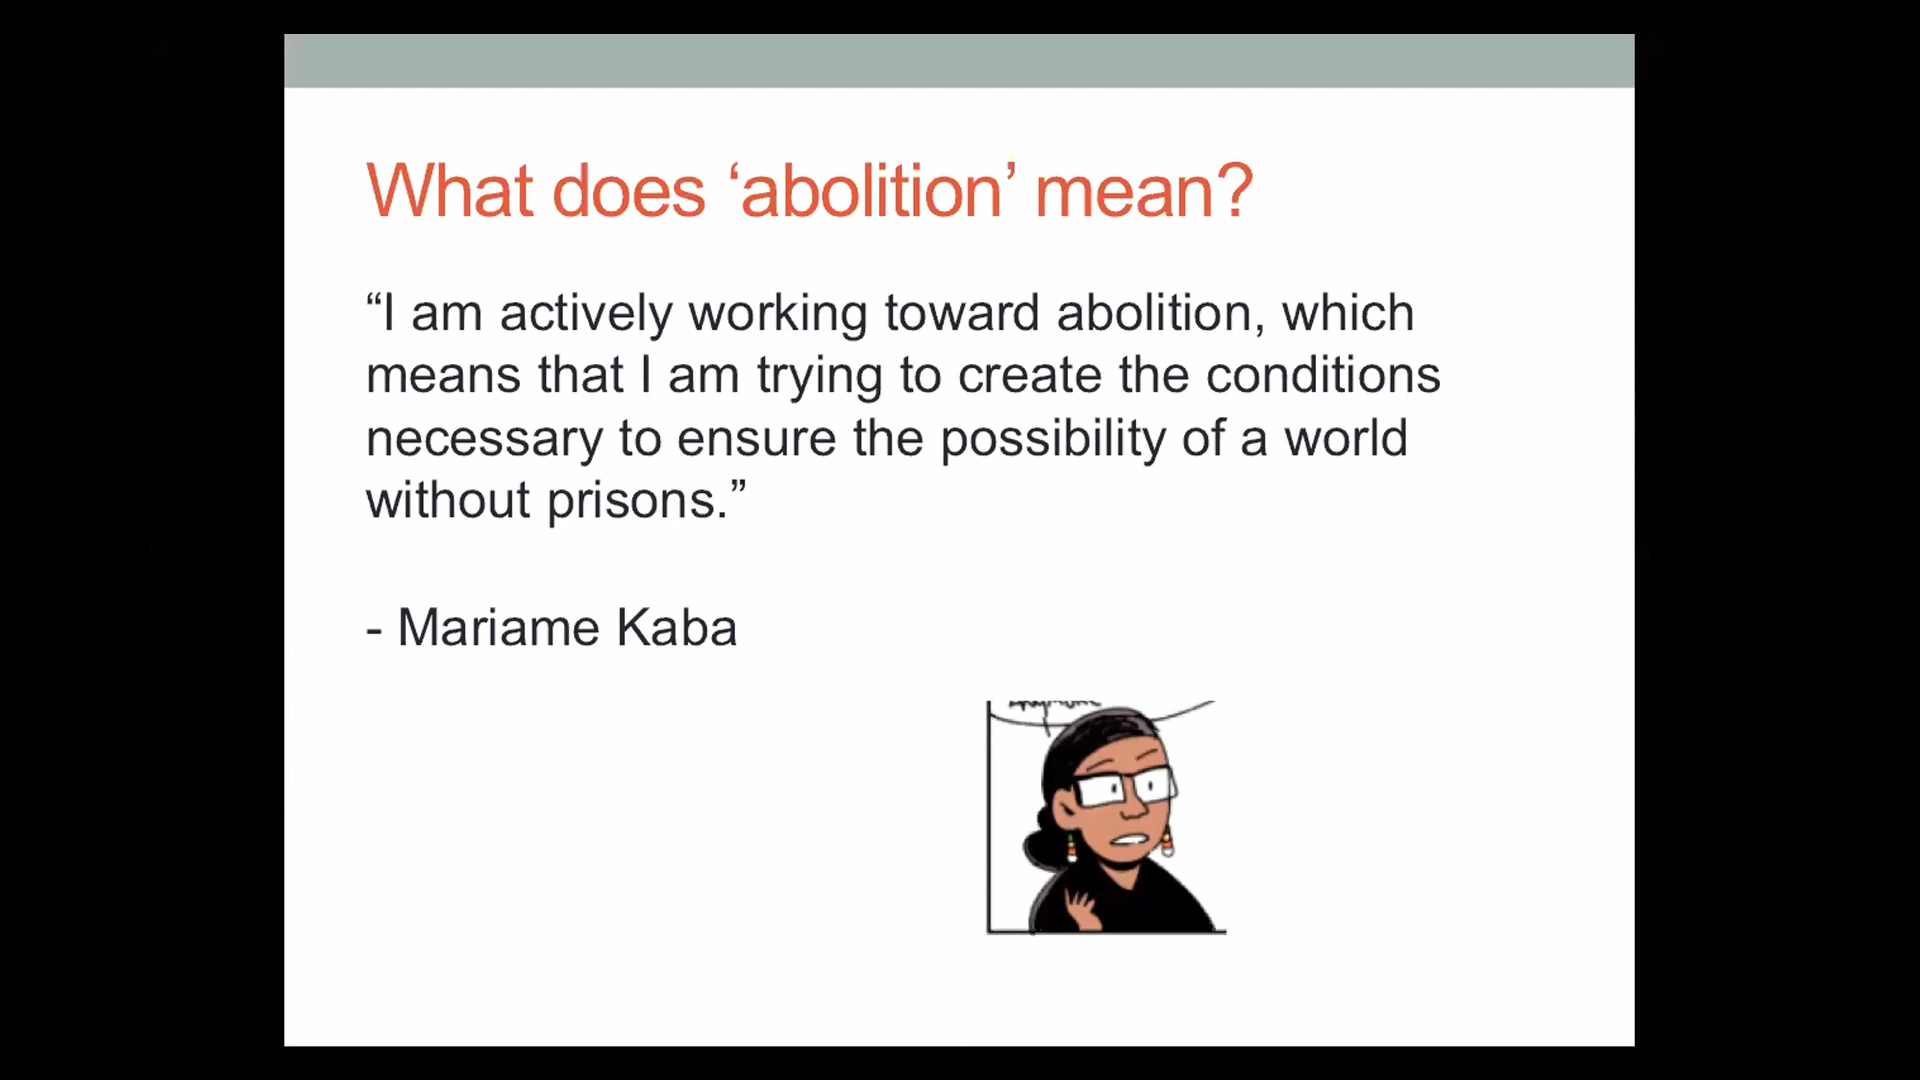 What does ‘abolition’ mean?
“I am actively working toward abolition, which
means that I am trying to create the conditions
necessary to ensure the possibility of a world
without prisons.”
- Mariame Kaba